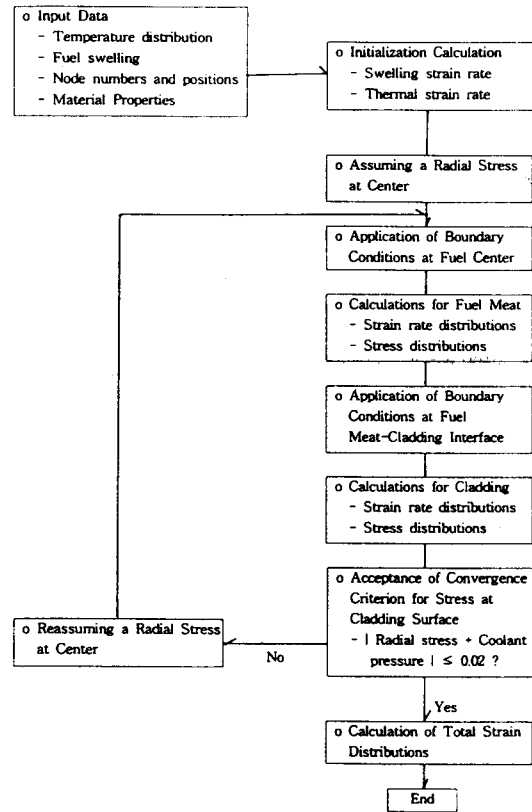 o Input Data
- Temperature distribution
- Fuel swelling
- Node numbers and positions
- Material Properties
o Initialization Calculation
- Swelling strain rate
- Thermal strain rate
o Assuming a Radial Stress
at Center
o Application of Boundary
Conditions at Fuel Center
o Calculations for Fuel Meat
- Strain rate distributions
- Stress distributions
o Application of Boundary
Conditions at Fuel
Meat-Cladding Interface
o Calculations for Cladding
- Strain rate distributions
- Stress distributions
o Acceptance of Convergence
Criterion for Stress at
Cladding Surface
- | Radial stress + Coolant
pressure | ≤ 0.02 ?
o Reassuming a Radial Stress
at Center
No
Yes
o Calculation of Total Strain
Distributions
End